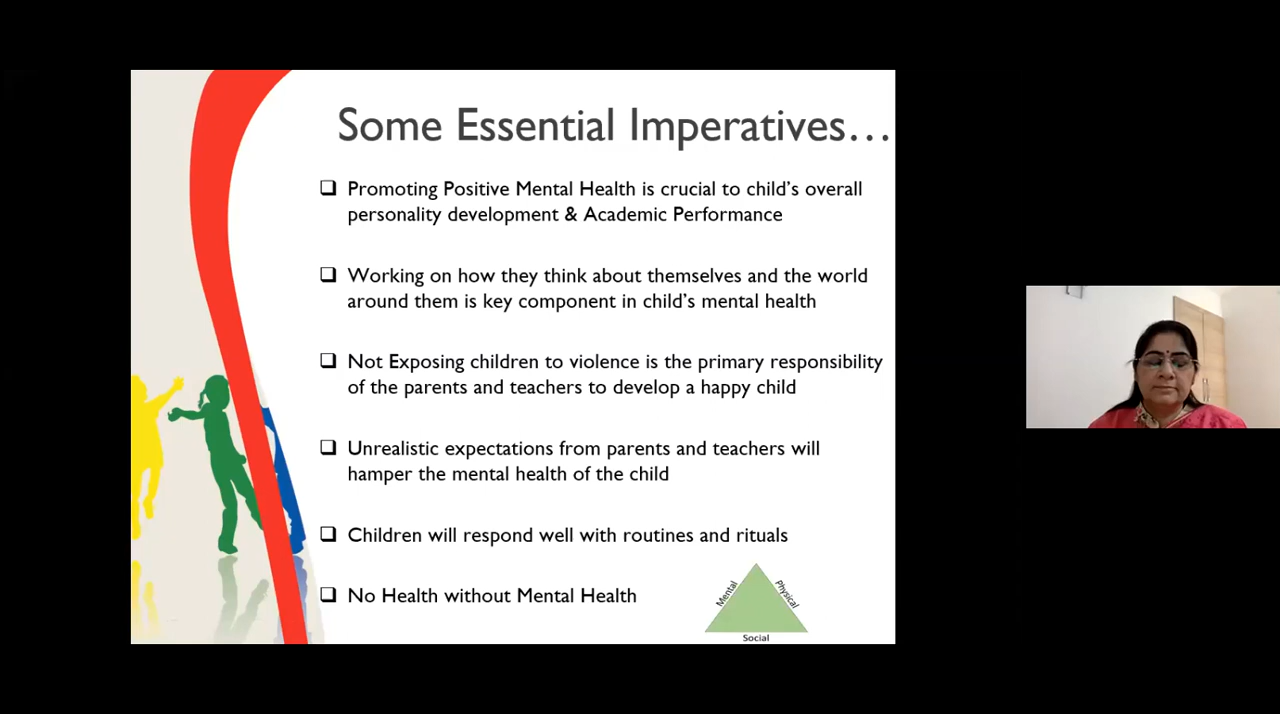 Some Essential Imperatives…
❑ Promoting Positive Mental Health is crucial to child’s overall
personality development & Academic Performance
❑ Working on how they think about themselves and the world
around them is key component in child’s mental health
❑ Not Exposing children to violence is the primary responsibility
of the parents and teachers to develop a happy child
❑ Unrealistic expectations from parents and teachers will
hamper the mental health of the child
❑ Children will respond well with routines and rituals
❑ No Health without Mental Health
Mental
Physical
Social